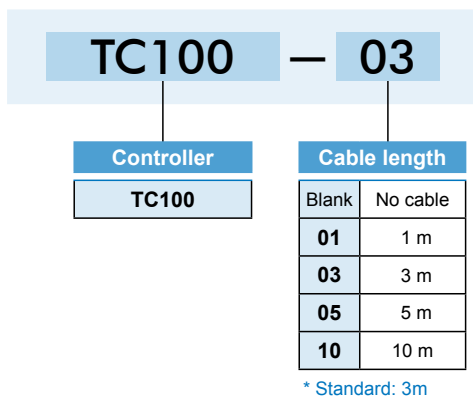 TC100 — 03
Controller
TC100
Cable length
Blank No cable
01 1 m
03 3 m
05 5 m
10 10 m
* Standard: 3m